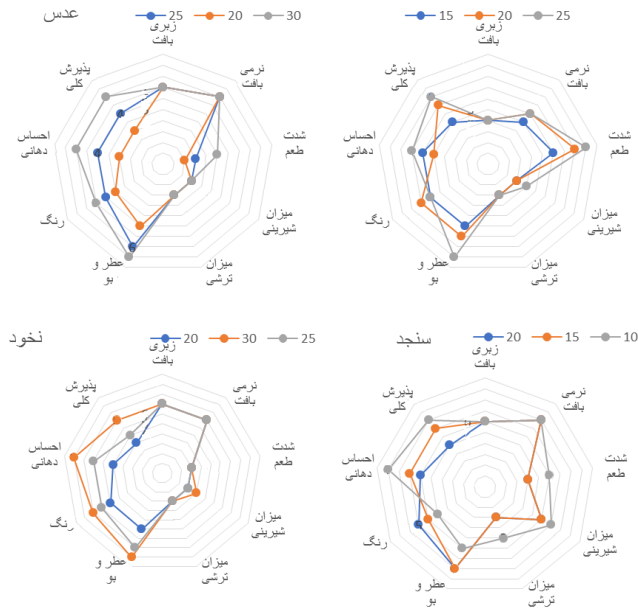 عدس
25 20 30
زبری
بافت
نرمی
بافت
شدت
طعم
میزان
شیرینی
میزان
ترشی
عطر و
بو
رنگ
احساس
دهانی
پذیرش
کلی
15 20 25
زبری
بافت
نرمی
بافت
شدت
طعم
میزان
شیرینی
میزان
ترشی
عطر و
بو
رنگ
احساس
دهانی
پذیرش
کلی
نخود
20 30 25
زبری
بافت
نرمی
بافت
شدت
طعم
میزان
شیرینی
میزان
ترشی
عطر و
بو
رنگ
احساس
دهانی
پذیرش
کلی
سنجد
20 15 10
زبری
بافت
نرمی
بافت
شدت
طعم
میزان
شیرینی
میزان
ترشی
عطر و
بو
رنگ
احساس
دهانی
پذیرش
کلی